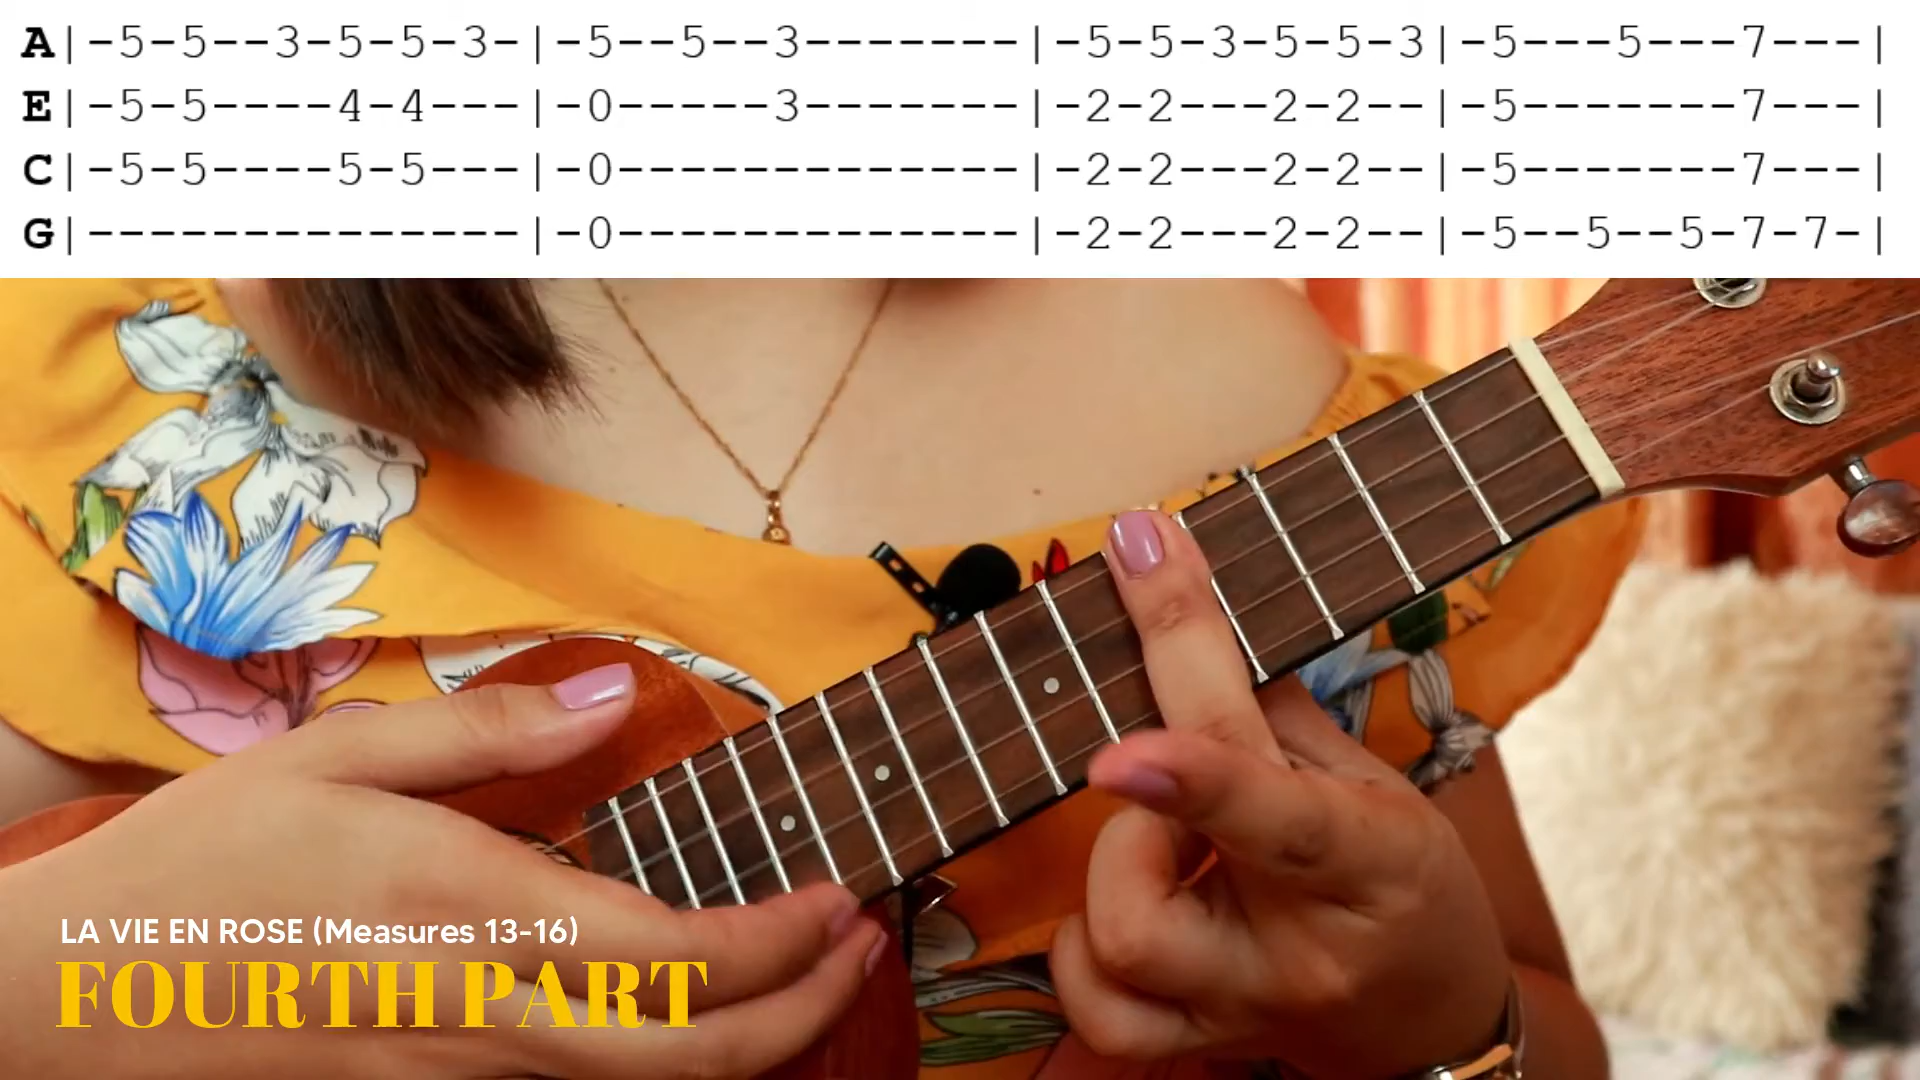 A|-5-5--3-5-5-3-|-5--5--3-------|-5-5-3-5-5-3|-5---5---7---|
E|-5-5----4-4---|-0-----3-------|-2-2---2-2--|-5-------7---|
C|-5-5----5-5---|-0-------------|-2-2---2-2--|-5-------7---|
G|--------------|-0-------------|-2-2---2-2--|-5--5--5-7-7-|
LA VIE EN ROSE (Measures 13-16)
FOURTH PART